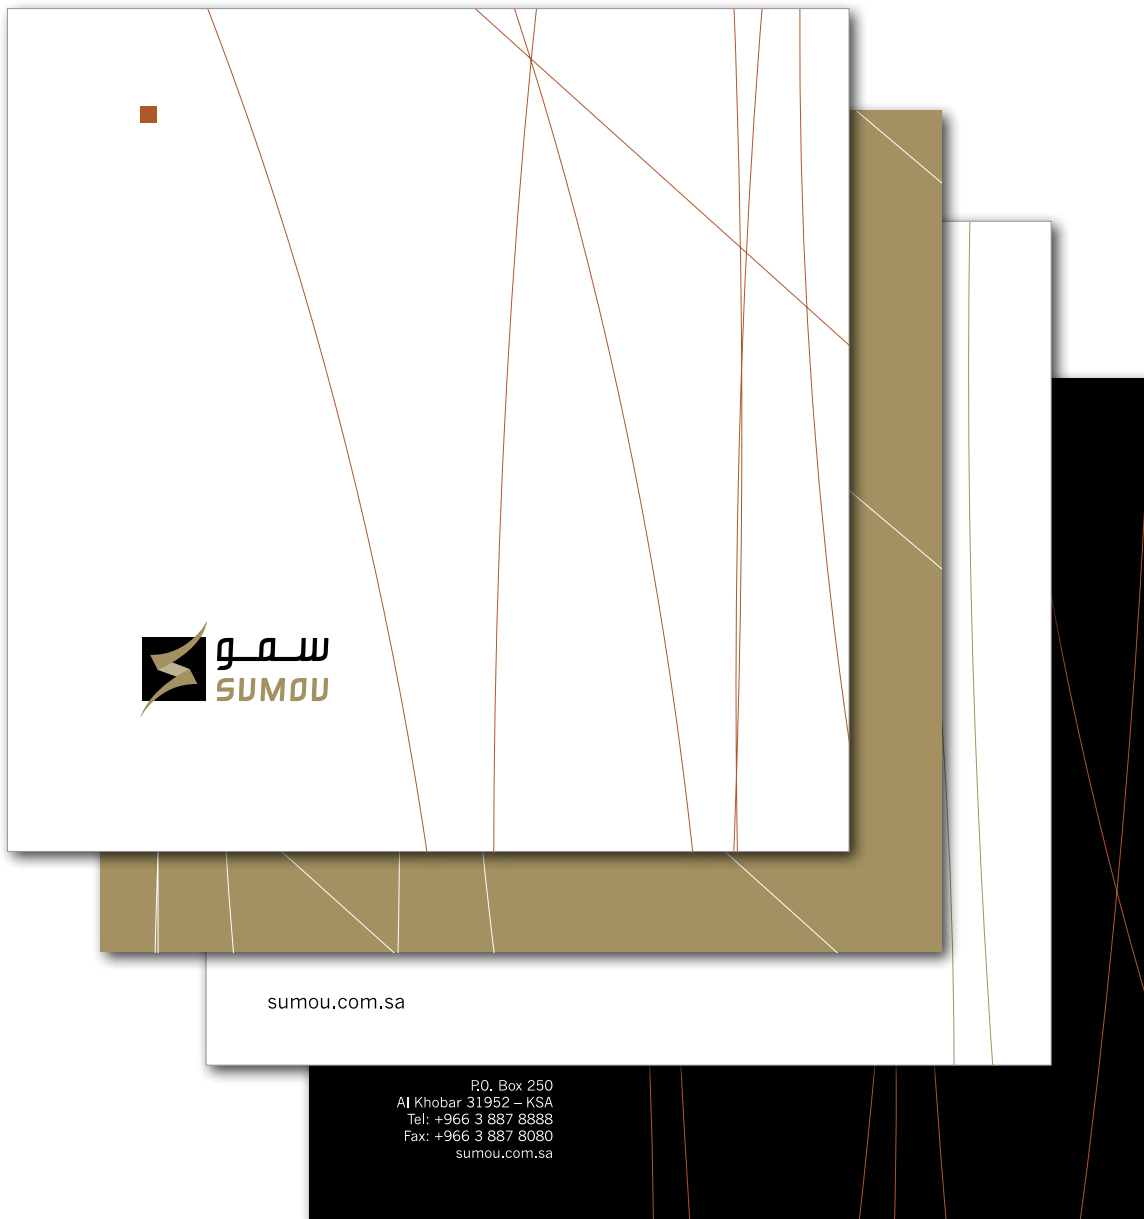 سمو
SUMOU
sumou.com.sa
P.O. Box 250
Al Khobar 31952 – KSA
Tel: +966 3 887 8888
Fax: +966 3 887 8080
sumou.com.sa